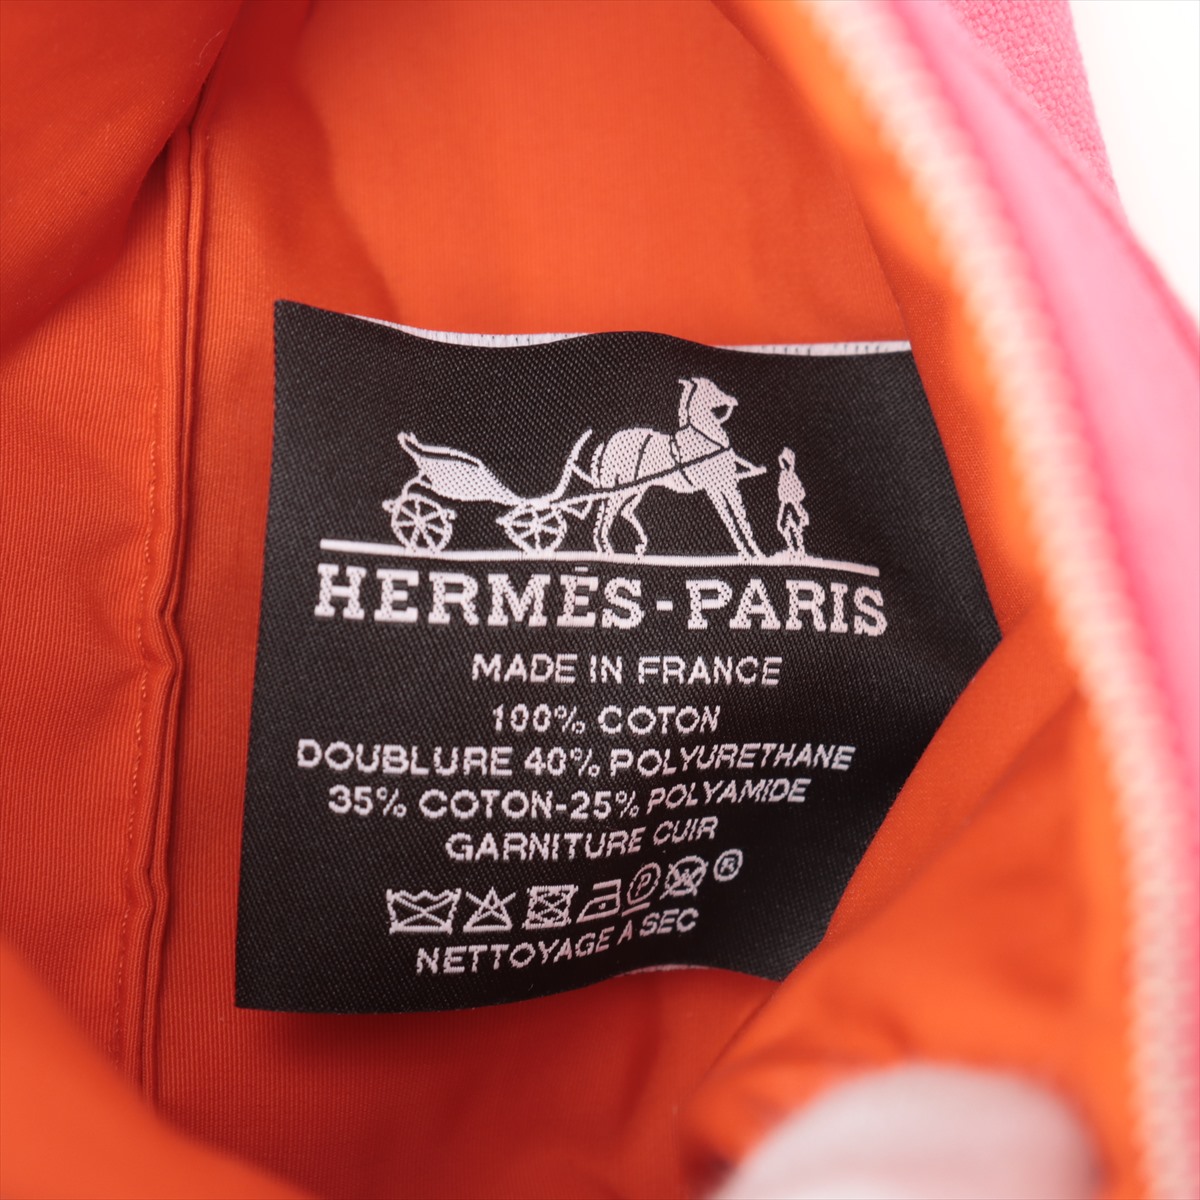 HERMÈS-PARIS
MADE IN FRANCE
100% COTON
DOUBLURE 40% POLYURETHANE
35% COTON-25% POLYAMIDE
GARNITURE CUIR
P W ®
NETTOYAGE A SEC